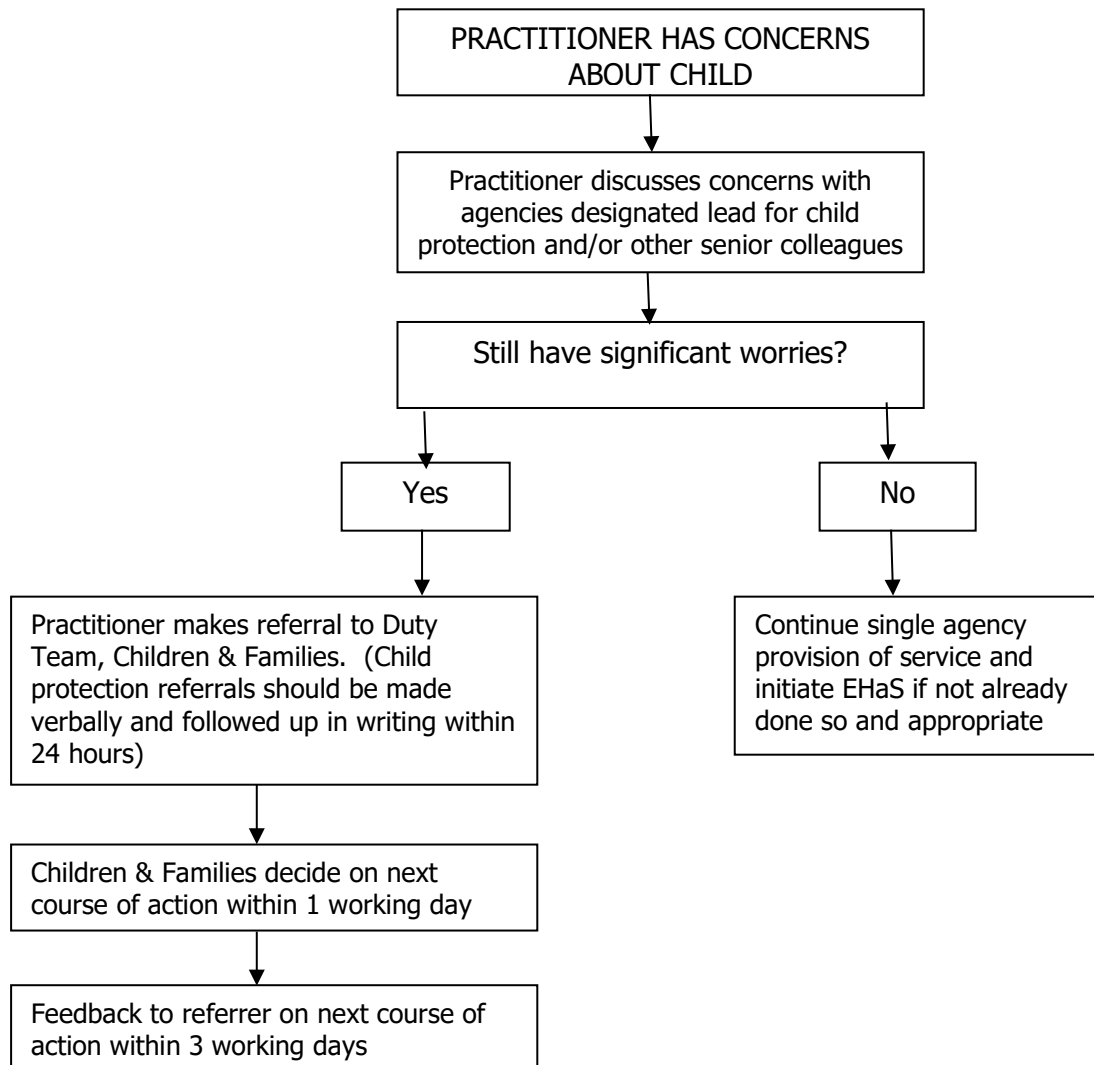 PRACTITIONER HAS CONCERNS
ABOUT CHILD
Practitioner discusses concerns with
agencies designated lead for child
protection and/or other senior colleagues
Still have significant worries?
Yes
No
Practitioner makes referral to Duty
Team, Children & Families.  (Child
protection referrals should be made
verbally and followed up in writing within
24 hours)
Continue single agency
provision of service and
initiate EHaS if not already
done so and appropriate
Children & Families decide on next
course of action within 1 working day
Feedback to referrer on next course of
action within 3 working days